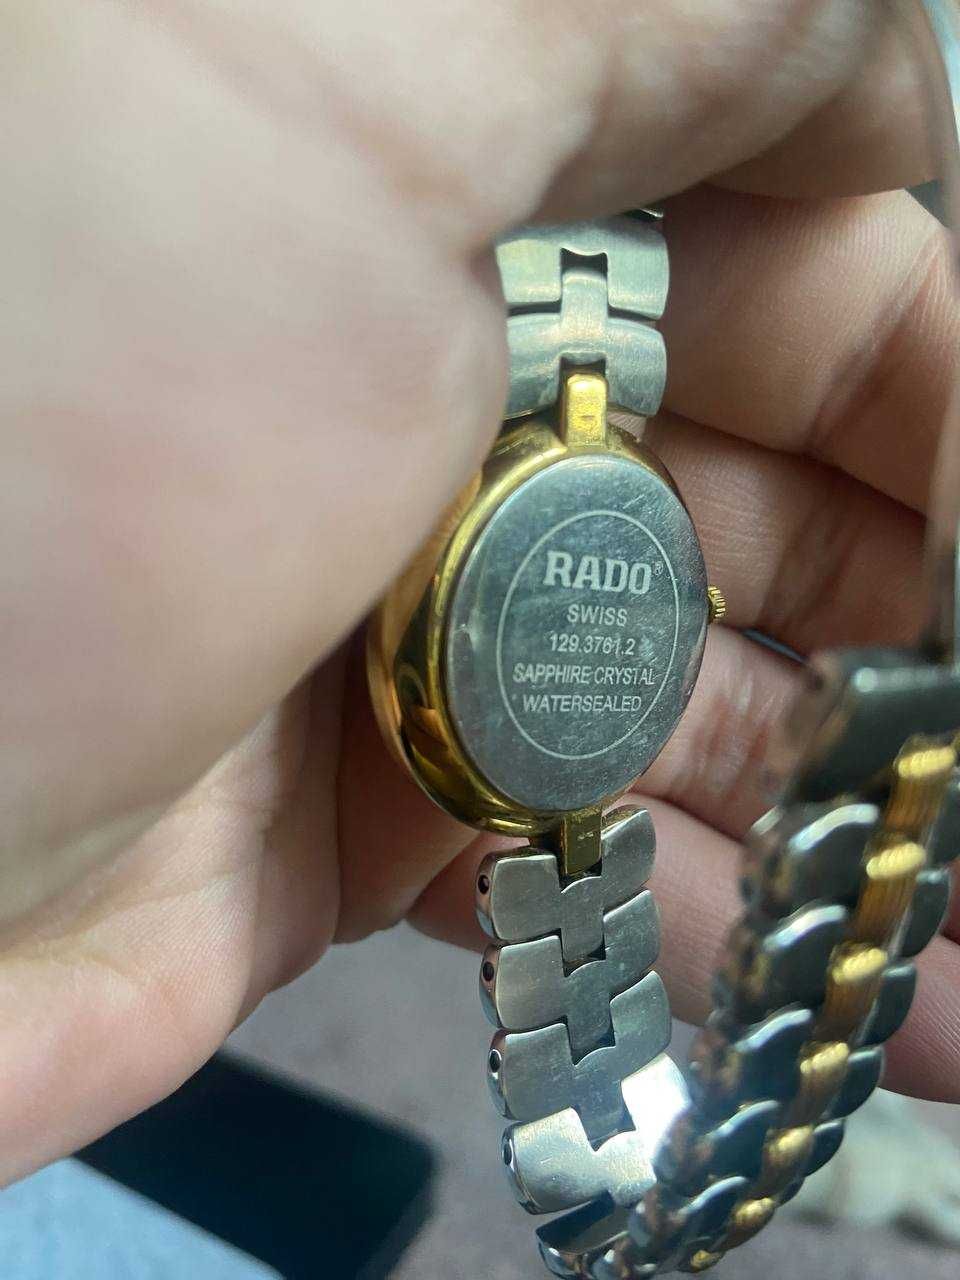 RADO®
SWISS
129.3761.2
SAPPHIRE CRYSTAL
WATERSEALED